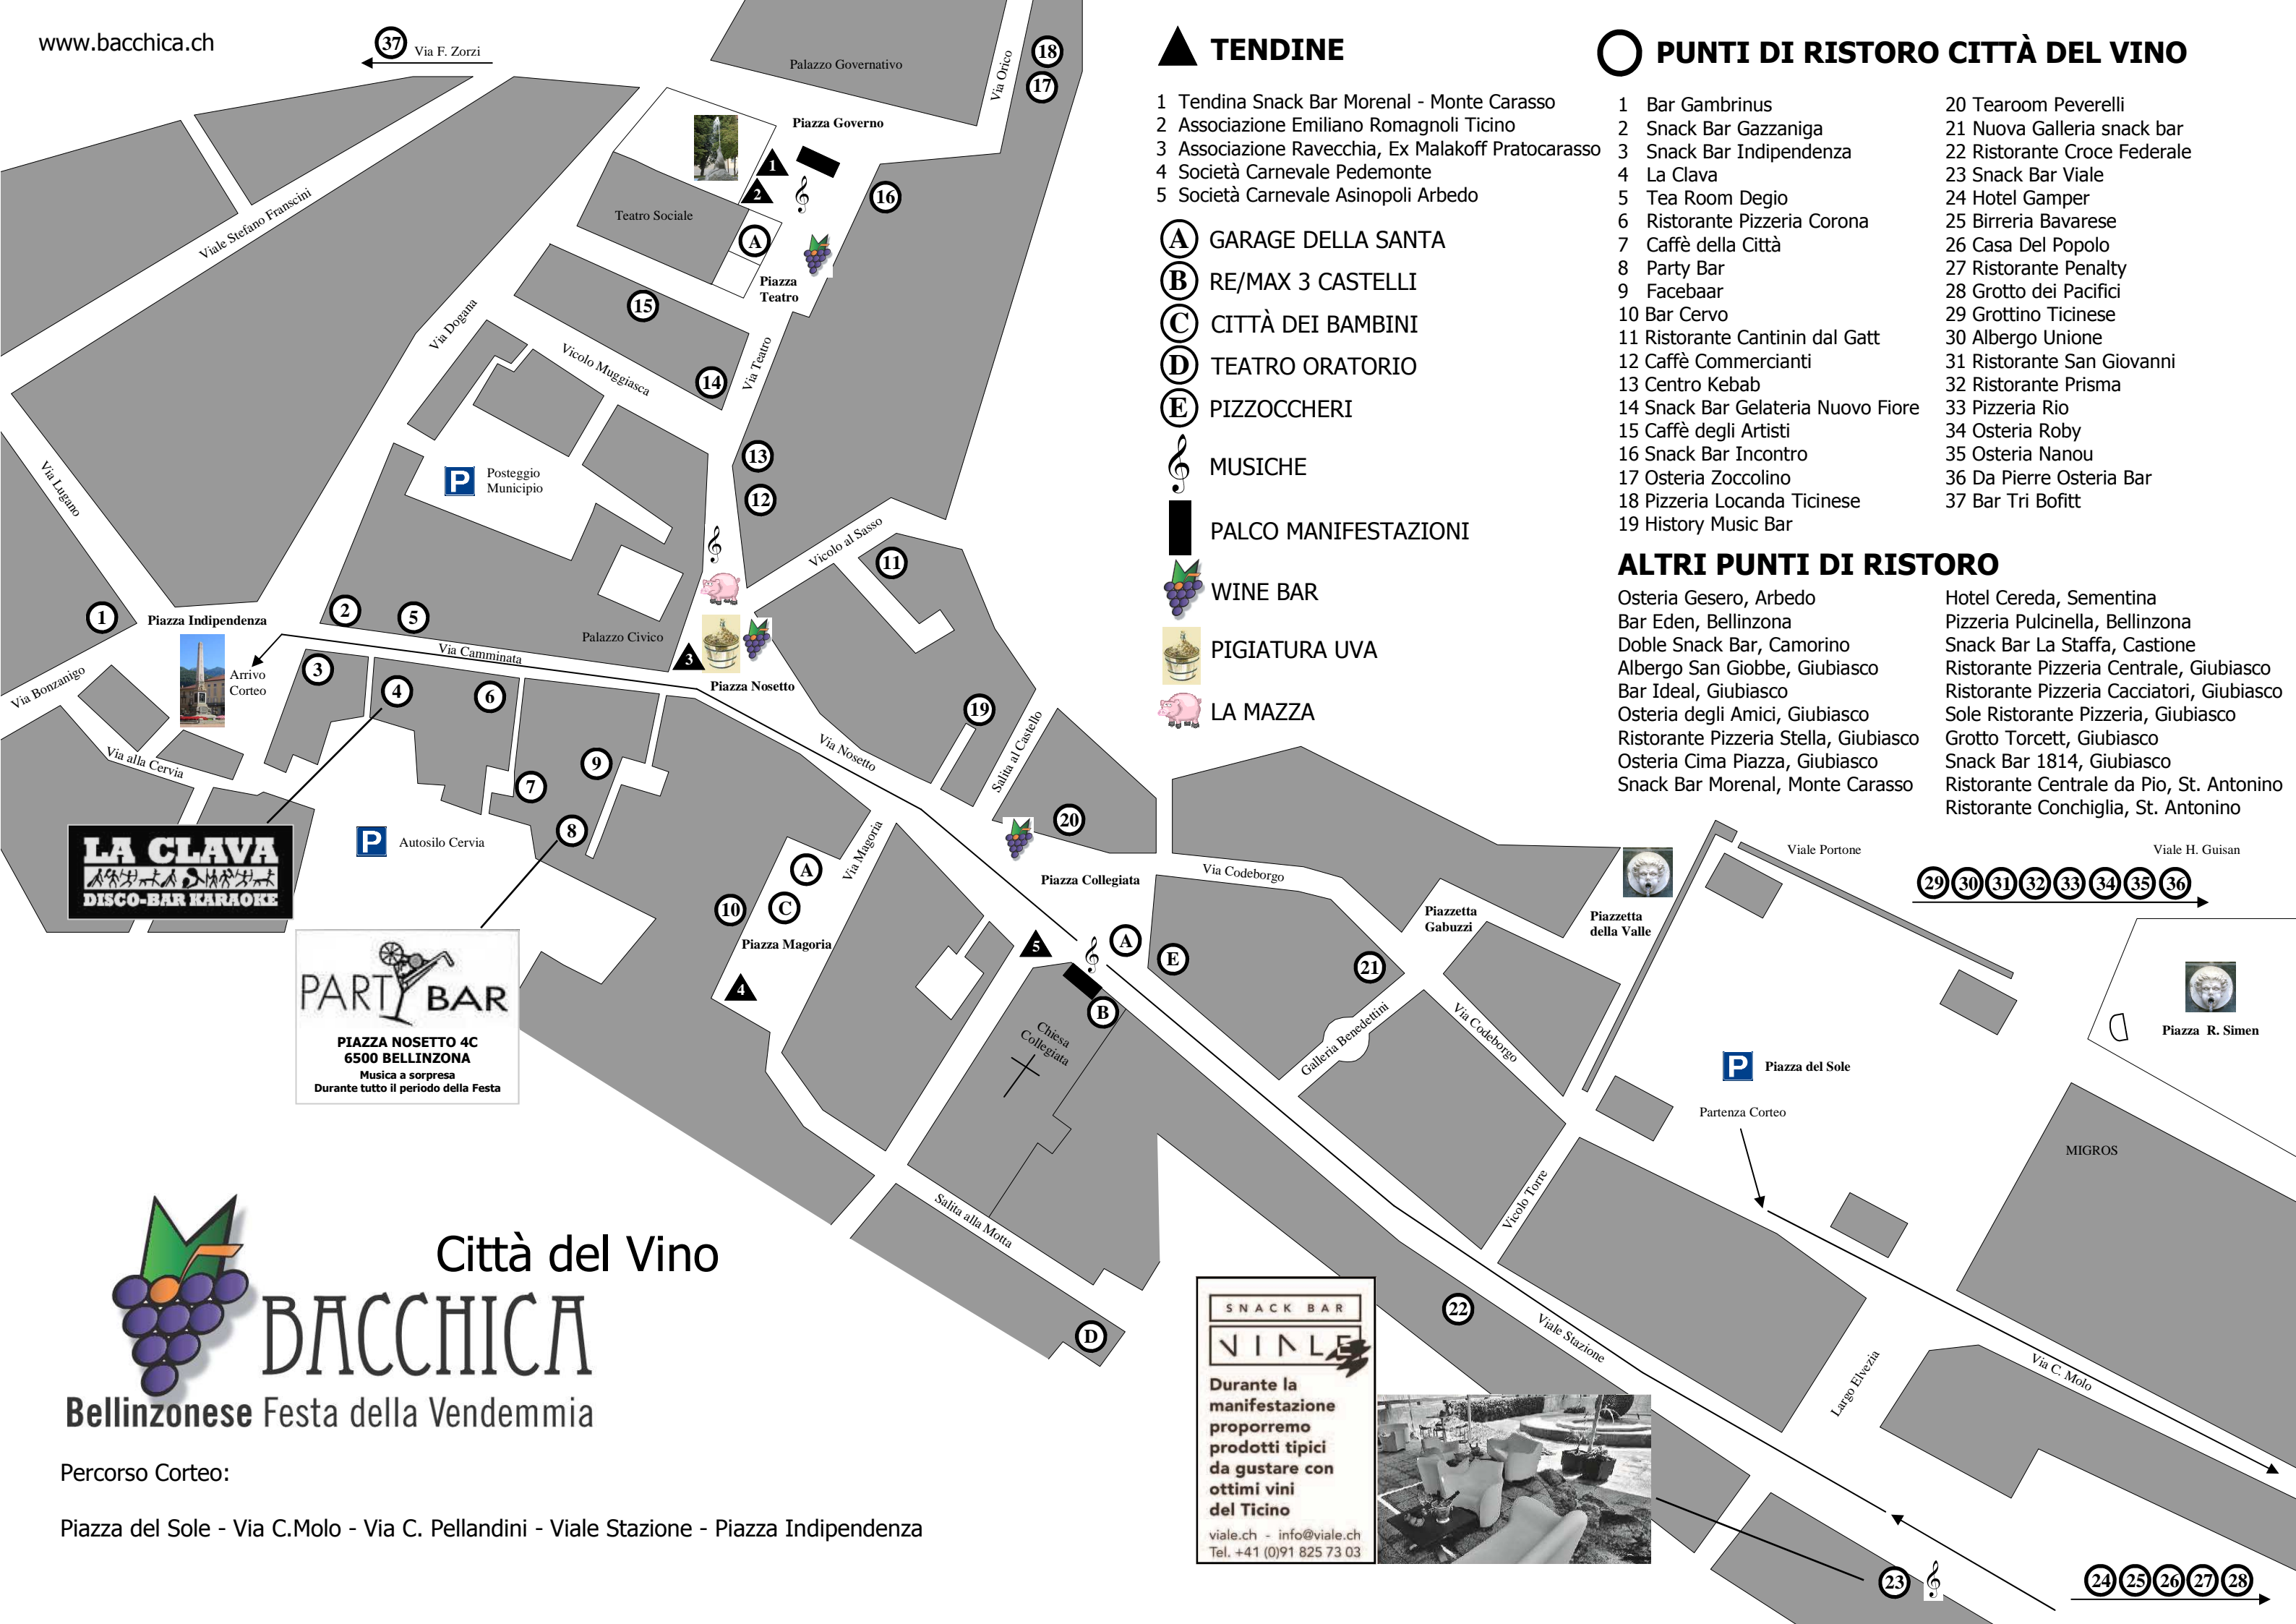 www.bacchica.ch
37 Via F. Zorzi
Palazzo Governativo
Via Orico
18
17
Piazza Governo
1
2
16
Teatro Sociale
A
Piazza
Teatro
Viale Stefano Franscini
Via Dogana
15
Vicolo Muggiasca
14
Via Teatro
13
12
P Posteggio
Municipio
Via Lugano
Vicolo al Sasso
11
1
Piazza Indipendenza
2
5
Palazzo Civico
Via Camminata
3
Piazza Nosetto
Arrivo
Corteo
3
4
6
Via Bonzanigo
Via alla Cervia
19
Via Nosetto
Salita al Castello
9
7
8
P Autosilo Cervia
20
Via Magoria
A
C
10
Piazza Magoria
4
Piazza Collegiata
5
A
E
B
Chiesa
Collegiata
Via Codeborgo
Piazzetta
Gabuzzi
Piazzetta
della Valle
21
Galleria Benedettini
Via Codeborgo
Viale Portone
Viale H. Guisan
29 30 31 32 33 34 35 36
Piazza R. Simen
P Piazza del Sole
Partenza Corteo
MIGROS
Vicolo Torre
Salita alla Motta
D
22
Viale Stazione
Largo Elvezia
Via C. Molo
23
24 25 26 27 28
LA CLAVA
DISCO-BAR KARAOKE
PARTY BAR
PIAZZA NOSETTO 4C
6500 BELLINZONA
Musica a sorpresa
Durante tutto il periodo della Festa
SNACK BAR
VIALE
Durante la
manifestazione
proporremo
prodotti tipici
da gustare con
ottimi vini
del Ticino
viale.ch - info@viale.ch
Tel. +41 (0)91 825 73 03
Città del Vino
BACCHICA
Bellinzonese Festa della Vendemmia
Percorso Corteo:
Piazza del Sole - Via C.Molo - Via C. Pellandini - Viale Stazione - Piazza Indipendenza
TENDINE
1 Tendina Snack Bar Morenal - Monte Carasso
2 Associazione Emiliano Romagnoli Ticino
3 Associazione Ravecchia, Ex Malakoff Pratocarasso
4 Società Carnevale Pedemonte
5 Società Carnevale Asinopoli Arbedo
A GARAGE DELLA SANTA
B RE/MAX 3 CASTELLI
C CITTÀ DEI BAMBINI
D TEATRO ORATORIO
E PIZZOCCHERI
MUSICHE
PALCO MANIFESTAZIONI
WINE BAR
PIGIATURA UVA
LA MAZZA
PUNTI DI RISTORO CITTÀ DEL VINO
1 Bar Gambrinus
2 Snack Bar Gazzaniga
3 Snack Bar Indipendenza
4 La Clava
5 Tea Room Degio
6 Ristorante Pizzeria Corona
7 Caffè della Città
8 Party Bar
9 Facebaar
10 Bar Cervo
11 Ristorante Cantinin dal Gatt
12 Caffè Commercianti
13 Centro Kebab
14 Snack Bar Gelateria Nuovo Fiore
15 Caffè degli Artisti
16 Snack Bar Incontro
17 Osteria Zoccolino
18 Pizzeria Locanda Ticinese
19 History Music Bar
20 Tearoom Peverelli
21 Nuova Galleria snack bar
22 Ristorante Croce Federale
23 Snack Bar Viale
24 Hotel Gamper
25 Birreria Bavarese
26 Casa Del Popolo
27 Ristorante Penalty
28 Grotto dei Pacifici
29 Grottino Ticinese
30 Albergo Unione
31 Ristorante San Giovanni
32 Ristorante Prisma
33 Pizzeria Rio
34 Osteria Roby
35 Osteria Nanou
36 Da Pierre Osteria Bar
37 Bar Tri Bofitt
ALTRI PUNTI DI RISTORO
Osteria Gesero, Arbedo
Bar Eden, Bellinzona
Doble Snack Bar, Camorino
Albergo San Giobbe, Giubiasco
Bar Ideal, Giubiasco
Osteria degli Amici, Giubiasco
Ristorante Pizzeria Stella, Giubiasco
Osteria Cima Piazza, Giubiasco
Snack Bar Morenal, Monte Carasso
Hotel Cereda, Sementina
Pizzeria Pulcinella, Bellinzona
Snack Bar La Staffa, Castione
Ristorante Pizzeria Centrale, Giubiasco
Ristorante Pizzeria Cacciatori, Giubiasco
Sole Ristorante Pizzeria, Giubiasco
Grotto Torcett, Giubiasco
Snack Bar 1814, Giubiasco
Ristorante Centrale da Pio, St. Antonino
Ristorante Conchiglia, St. Antonino